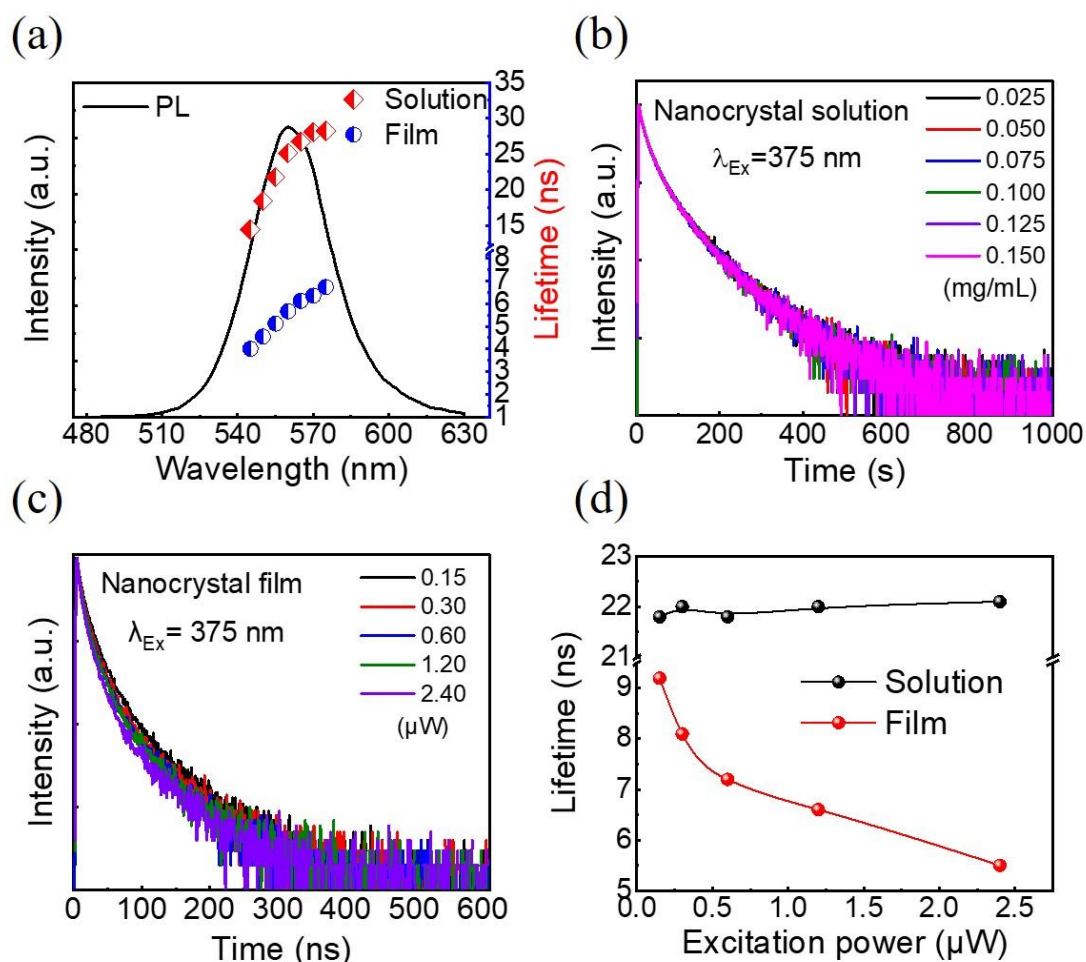 (a)
PL
Solution
Film
Intensity (a.u.)
480 510 540 570 600 630
Wavelength (nm)
35
30
25
20
15
8
7
6
5
4
3
2
1
Lifetime (ns)
(b)
Nanocrystal solution
λEx=375 nm
0.025
0.050
0.075
0.100
0.125
0.150
(mg/mL)
Intensity (a.u.)
0 200 400 600 800 1000
Time (s)
(c)
Nanocrystal film
λEx= 375 nm
0.15
0.30
0.60
1.20
2.40
(μW)
Intensity (a.u.)
0 100 200 300 400 500 600
Time (ns)
(d)
23
22
21
9
8
7
6
5
Lifetime (ns)
Solution
Film
0.0 0.5 1.0 1.5 2.0 2.5
Excitation power (μW)